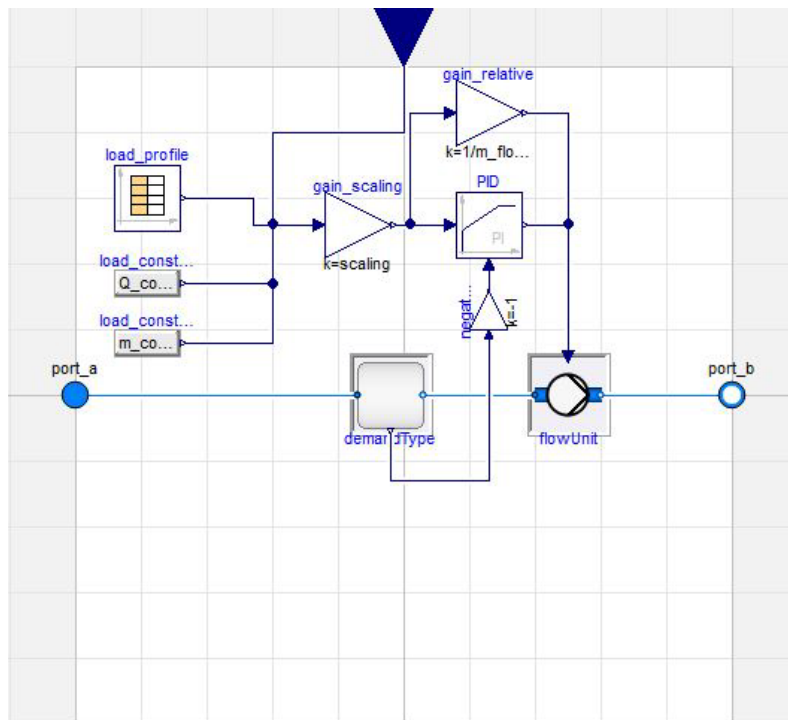 gain_relative
k=1/m_flo...
load_profile
gain_scaling
k=scaling
PID
PI
load_const...
Q_co...
load_const...
m_co...
negat...
k=-1
port_a
port_b
demandType
flowUnit